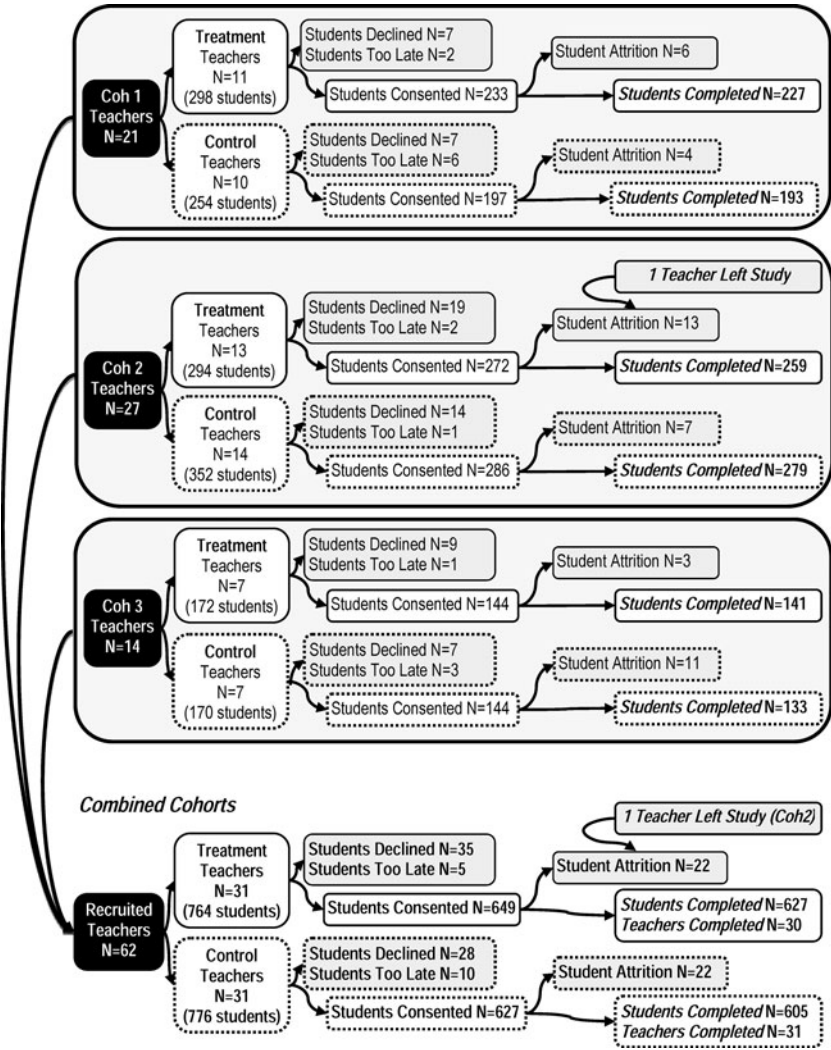 Treatment
Teachers
N=11
(298 students)
Students Declined N=7
Students Too Late N=2
Student Attrition N=6
Students Consented N=233
Students Completed N=227
Coh 1
Teachers
N=21
Control
Teachers
N=10
(254 students)
Students Declined N=7
Students Too Late N=6
Student Attrition N=4
Students Consented N=197
Students Completed N=193
1 Teacher Left Study
Treatment
Teachers
N=13
(294 students)
Students Declined N=19
Students Too Late N=2
Student Attrition N=13
Students Consented N=272
Students Completed N=259
Coh 2
Teachers
N=27
Control
Teachers
N=14
(352 students)
Students Declined N=14
Students Too Late N=1
Student Attrition N=7
Students Consented N=286
Students Completed N=279
Treatment
Teachers
N=7
(172 students)
Students Declined N=9
Students Too Late N=1
Student Attrition N=3
Students Consented N=144
Students Completed N=141
Coh 3
Teachers
N=14
Control
Teachers
N=7
(170 students)
Students Declined N=7
Students Too Late N=3
Student Attrition N=11
Students Consented N=144
Students Completed N=133
Combined Cohorts
1 Teacher Left Study (Coh2)
Treatment
Teachers
N=31
(764 students)
Students Declined N=35
Students Too Late N=5
Student Attrition N=22
Students Consented N=649
Students Completed N=627
Teachers Completed N=30
Recruited
Teachers
N=62
Control
Teachers
N=31
(776 students)
Students Declined N=28
Students Too Late N=10
Student Attrition N=22
Students Consented N=627
Students Completed N=605
Teachers Completed N=31